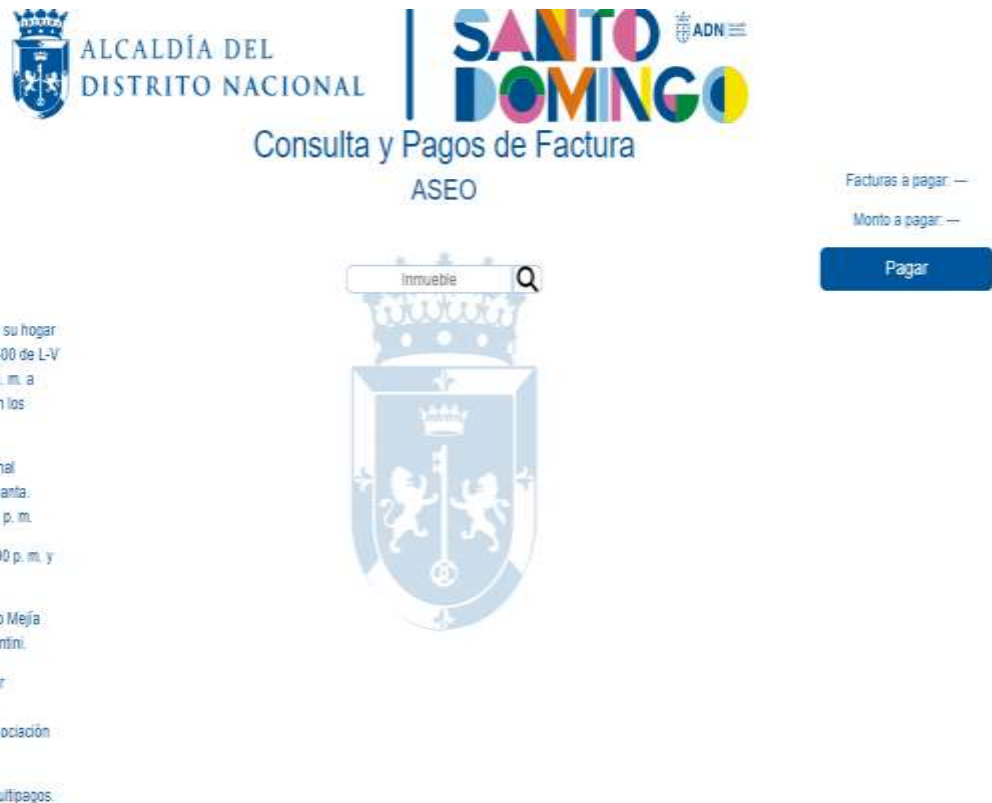 ALCALDÍA DEL
DISTRITO NACIONAL
SANTO
DOMINGO
ADN
Consulta y Pagos de Factura
ASEO
Facturas a pagar: ---
Monto a pagar: ---
Pagar
Inmueble
su hogar
00 de L-V
. m. a
n los
nal
anta.
p. m.
00 p. m. y
o Mejía
ntini.
r
ociación
ultipagos.